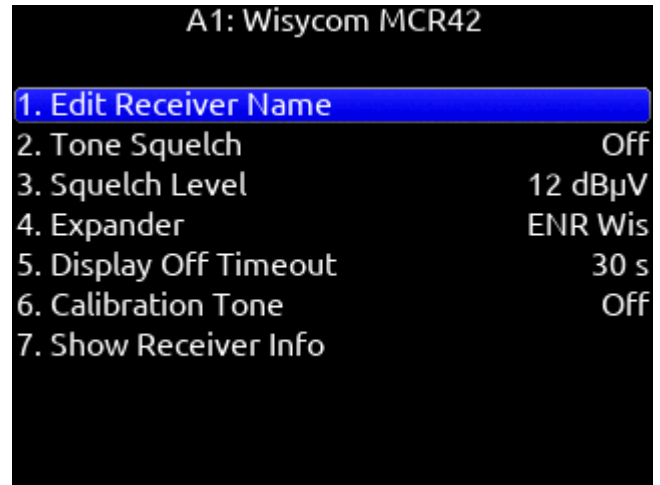 A1: Wisycom MCR42
1. Edit Receiver Name
2. Tone Squelch Off
3. Squelch Level 12 dBµV
4. Expander ENR Wis
5. Display Off Timeout 30 s
6. Calibration Tone Off
7. Show Receiver Info